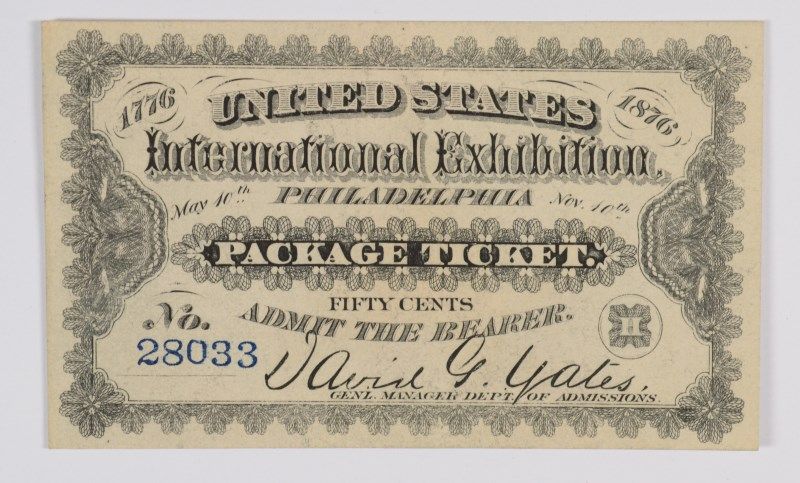 1776 UNITED STATES 1876
International Exhibition,
May 10th PHILADELPHIA Nov. 10th
PACKAGE TICKET.
FIFTY CENTS
No. ADMIT THE BEARER. H
28033
David G. Yates,
GENL. MANAGER DEPT. OF ADMISSIONS.